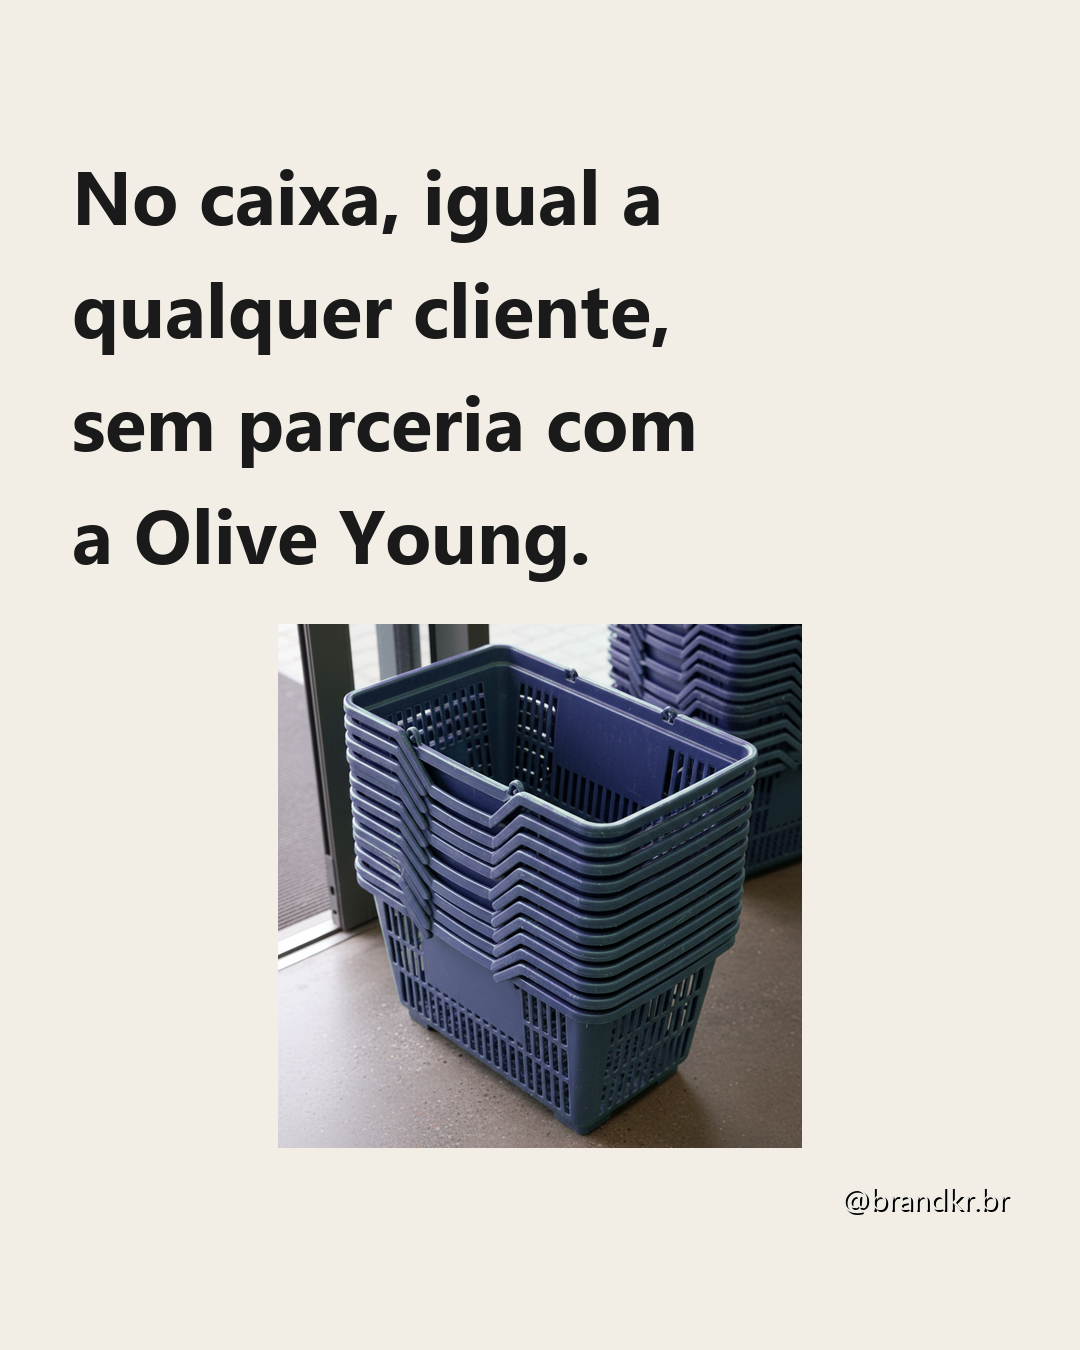 No caixa, igual a
qualquer cliente,
sem parceria com
a Olive Young.
@brandkr.br